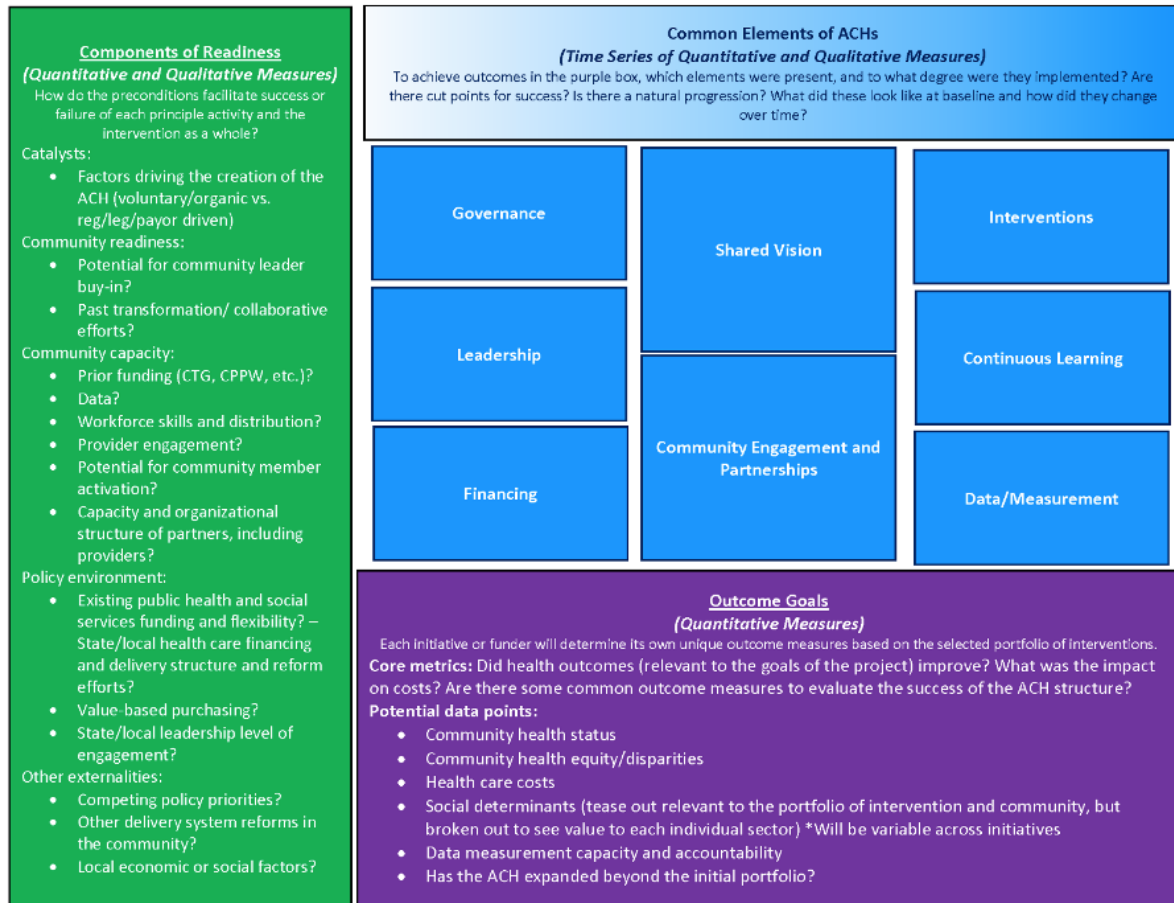 Components of Readiness
(Quantitative and Qualitative Measures)
How do the preconditions facilitate success or
failure of each principle activity and the
intervention as a whole?
Catalysts:
• Factors driving the creation of the
ACH (voluntary/organic vs.
reg/leg/payor driven)
Community readiness:
• Potential for community leader
buy-in?
• Past transformation/ collaborative
efforts?
Community capacity:
• Prior funding (CTG, CPPW, etc.)?
• Data?
• Workforce skills and distribution?
• Provider engagement?
• Potential for community member
activation?
• Capacity and organizational
structure of partners, including
providers?
Policy environment:
• Existing public health and social
services funding and flexibility? –
State/local health care financing
and delivery structure and reform
efforts?
• Value-based purchasing?
• State/local leadership level of
engagement?
Other externalities:
• Competing policy priorities?
• Other delivery system reforms in
the community?
• Local economic or social factors?
Common Elements of ACHs
(Time Series of Quantitative and Qualitative Measures)
To achieve outcomes in the purple box, which elements were present, and to what degree were they implemented? Are
there cut points for success? Is there a natural progression? What did these look like at baseline and how did they change
over time?
Governance
Leadership
Financing
Shared Vision
Community Engagement and
Partnerships
Interventions
Continuous Learning
Data/Measurement
Outcome Goals
(Quantitative Measures)
Each initiative or funder will determine its own unique outcome measures based on the selected portfolio of interventions.
Core metrics: Did health outcomes (relevant to the goals of the project) improve? What was the impact
on costs? Are there some common outcome measures to evaluate the success of the ACH structure?
Potential data points:
• Community health status
• Community health equity/disparities
• Health care costs
• Social determinants (tease out relevant to the portfolio of intervention and community, but
broken out to see value to each individual sector) *Will be variable across initiatives
• Data measurement capacity and accountability
• Has the ACH expanded beyond the initial portfolio?